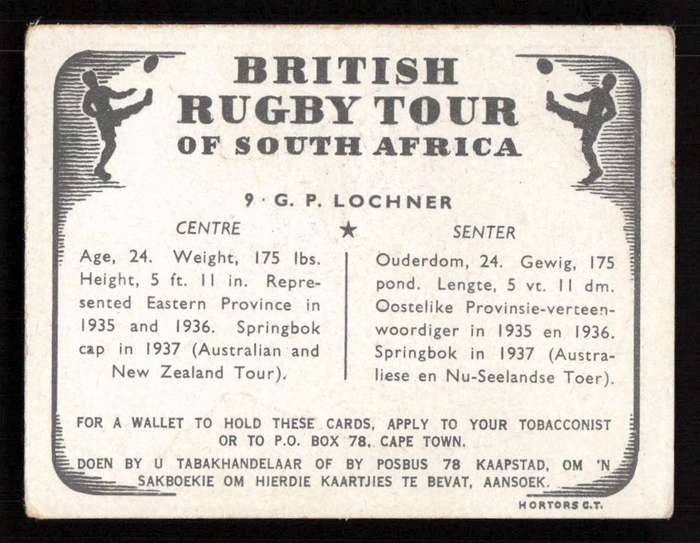 BRITISH
RUGBY TOUR
OF SOUTH AFRICA
9 · G. P. LOCHNER
CENTRE
Age, 24. Weight, 175 lbs.
Height, 5 ft. 11 in. Repre-
sented Eastern Province in
1935 and 1936. Springbok
cap in 1937 (Australian and
New Zealand Tour).
SENTER
Ouderdom, 24. Gewig, 175
pond. Lengte, 5 vt. 11 dm.
Oostelike Provinsie-verteen-
woordiger in 1935 en 1936.
Springbok in 1937 (Austra-
liese en Nu-Seelandse Toer).
FOR A WALLET TO HOLD THESE CARDS, APPLY TO YOUR TOBACCONIST
OR TO P.O. BOX 78, CAPE TOWN.
DOEN BY U TABAKHANDELAAR OF BY POSBUS 78 KAAPSTAD, OM 'N
SAKBOEKIE OM HIERDIE KAARTJIES TE BEVAT, AANSOEK.
HORTORS C.T.